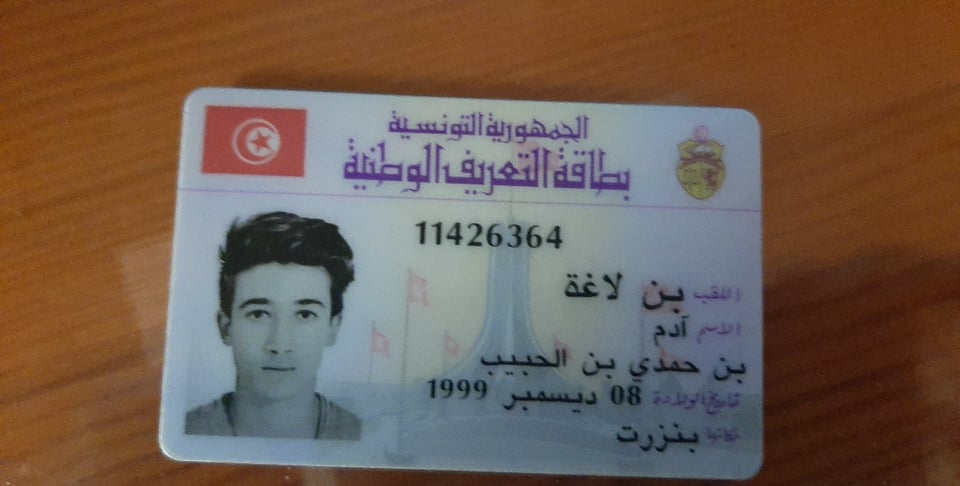 الجمهورية التونسية
بطاقة التعريف الوطنية
11426364
اللقب بن لاغة
الاسم آدم
بن حمدي بن الحبيب
تاريخ الولادة 08 ديسمبر 1999
مكانها بنزرت